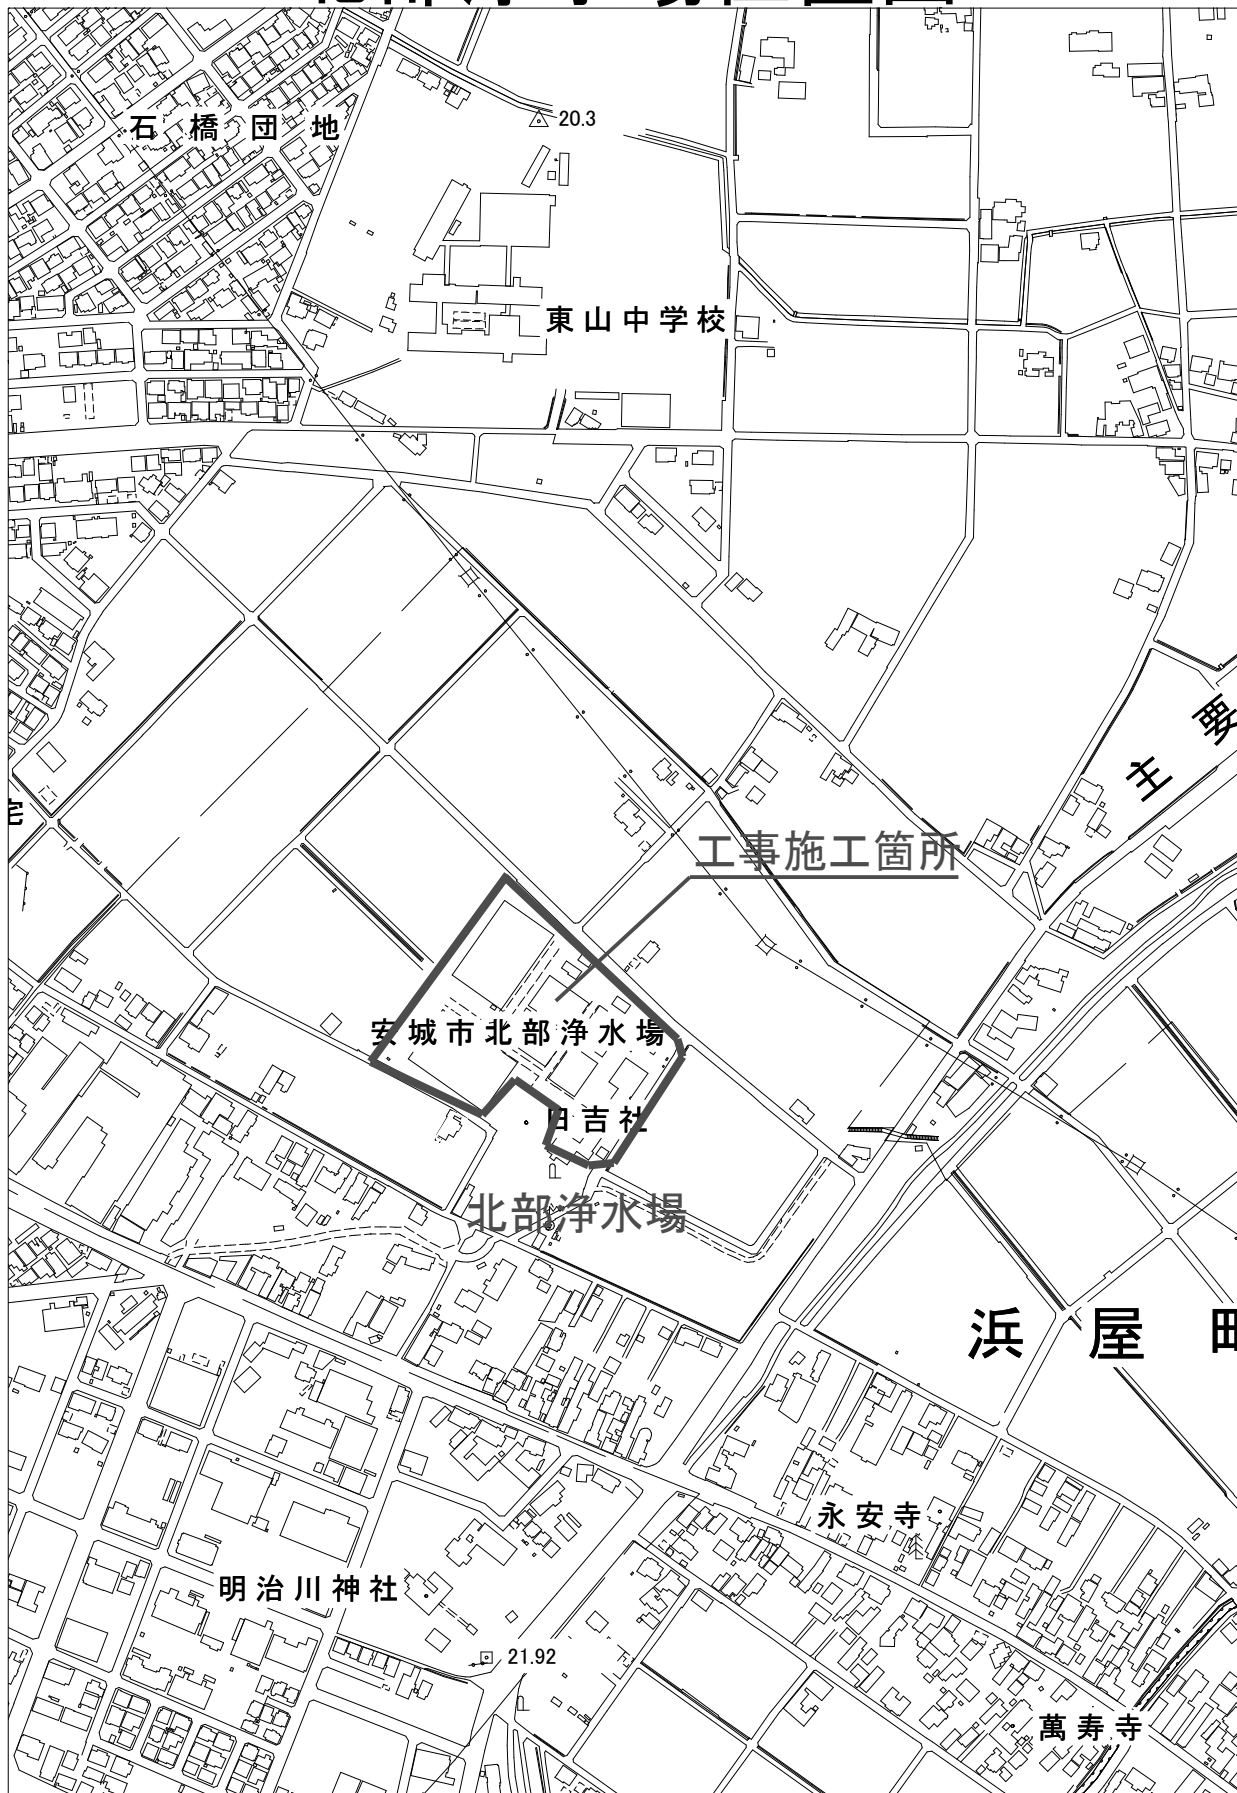 石橋団地
20.3
東山中学校
主要
宅
工事施工箇所
安城市北部浄水場
日吉社
北部浄水場
浜屋町
永安寺
明治川神社
21.92
萬寿寺